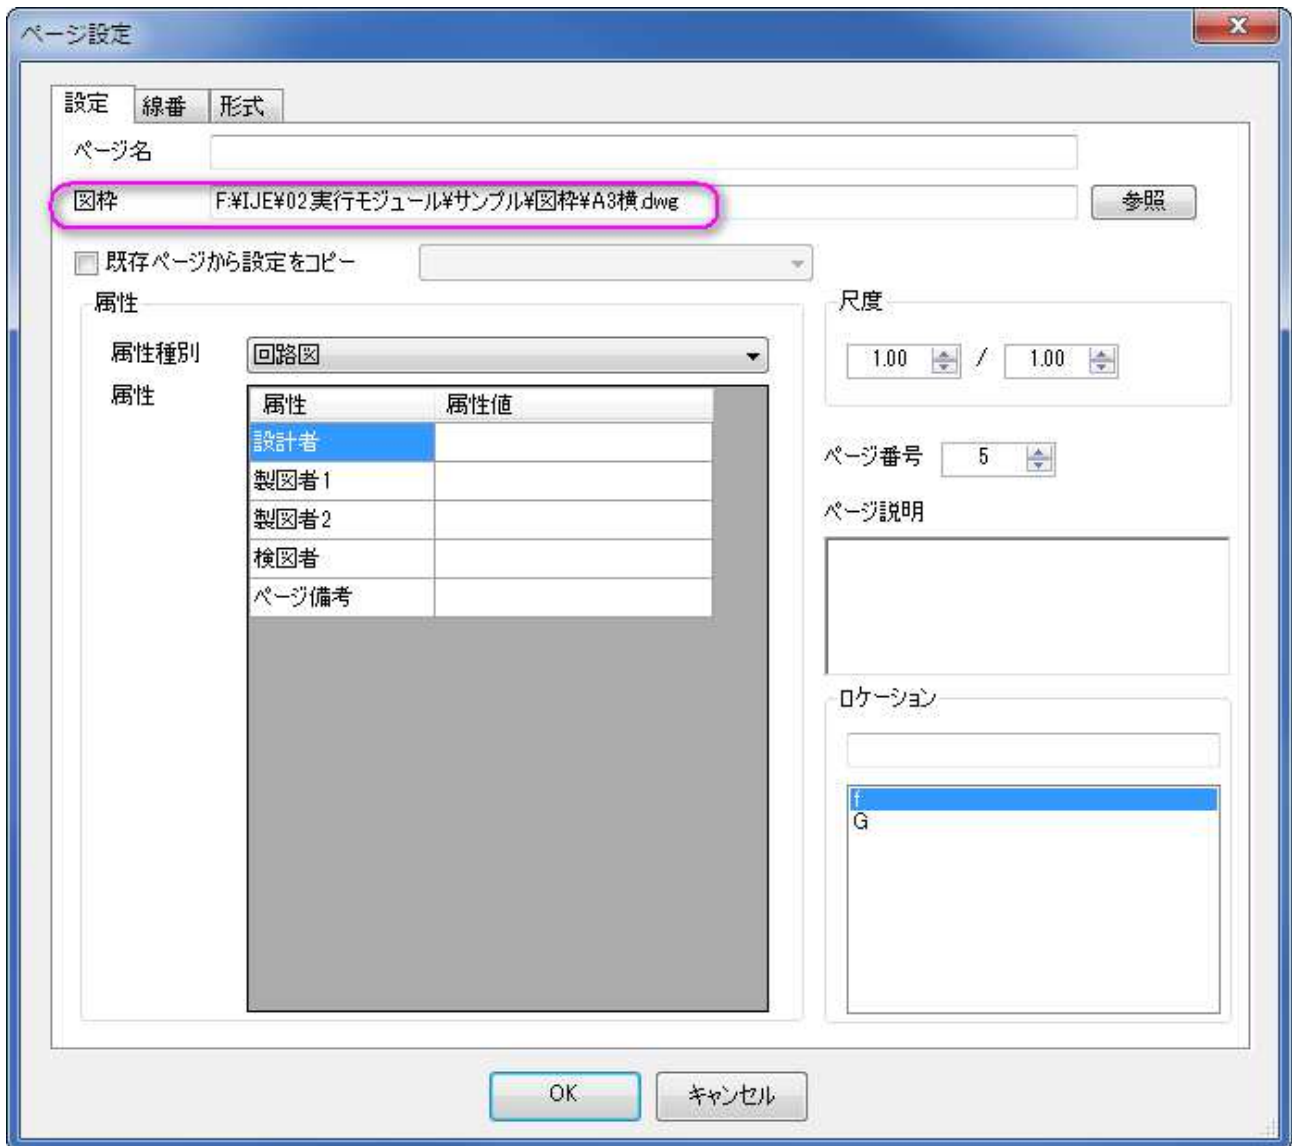 ページ設定
設定 線番 形式
ページ名
図枠 F:¥IJE¥02実行モジュール¥サンプル¥図枠¥A3横.dwg 参照
既存ページから設定をコピー
属性
属性種別 回路図
属性
属性 属性値
設計者
製図者1
製図者2
検図者
ページ備考
尺度
1.00 / 1.00
ページ番号 5
ページ説明
ロケーション
f
G
OK キャンセル